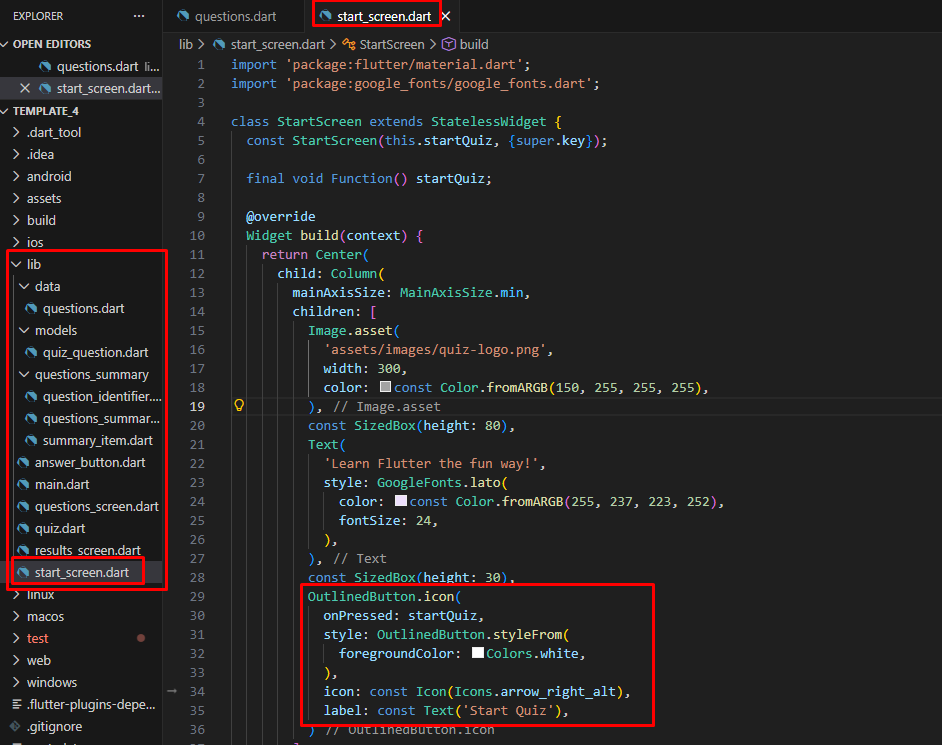 EXPLORER
OPEN EDITORS
questions.dart li...
start_screen.dart...
TEMPLATE_4
.dart_tool
.idea
android
assets
build
ios
lib
data
questions.dart
models
quiz_question.dart
questions_summary
question_identifier....
questions_summar...
summary_item.dart
answer_button.dart
main.dart
questions_screen.dart
quiz.dart
results_screen.dart
start_screen.dart
linux
macos
test
web
windows
.flutter-plugins-depe...
.gitignore
questions.dart
start_screen.dart
lib > start_screen.dart > StartScreen > build
1 import 'package:flutter/material.dart';
2 import 'package:google_fonts/google_fonts.dart';
3
4 class StartScreen extends StatelessWidget {
5 const StartScreen(this.startQuiz, {super.key});
6
7 final void Function() startQuiz;
8
9 @override
10 Widget build(context) {
11 return Center(
12 child: Column(
13 mainAxisSize: MainAxisSize.min,
14 children: [
15 Image.asset(
16 'assets/images/quiz-logo.png',
17 width: 300,
18 color: const Color.fromARGB(150, 255, 255, 255),
19 ), // Image.asset
20 const SizedBox(height: 80),
21 Text(
22 'Learn Flutter the fun way!',
23 style: GoogleFonts.lato(
24 color: const Color.fromARGB(255, 237, 223, 252),
25 fontSize: 24,
26 ),
27 ), // Text
28 const SizedBox(height: 30),
29 OutlinedButton.icon(
30 onPressed: startQuiz,
31 style: OutlinedButton.styleFrom(
32 foregroundColor: Colors.white,
33 ),
34 icon: const Icon(Icons.arrow_right_alt),
35 label: const Text('Start Quiz'),
36 ) // OutlinedButton.icon